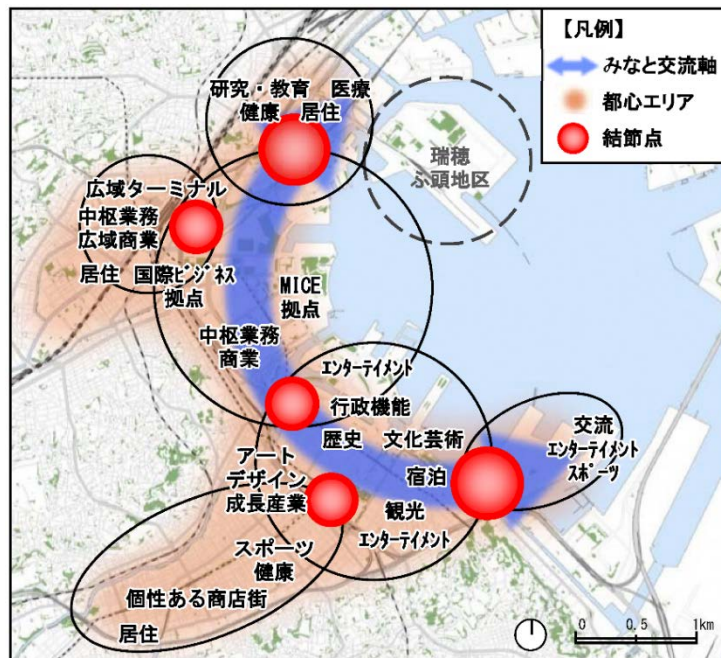 【凡例】
みなと交流軸
都心エリア
結節点
研究・教育　医療
健康　居住
瑞穂
ふ頭地区
広域ターミナル
中枢業務
広域商業
居住　国際ビジネス
拠点
MICE
拠点
中枢業務
商業
エンターテイメント
行政機能
歴史　文化芸術
交流
エンターテイメント
スポーツ
宿泊
アート
デザイン
成長産業
観光
エンターテイメント
スポーツ
健康
個性ある商店街
居住
0　0.5　1km